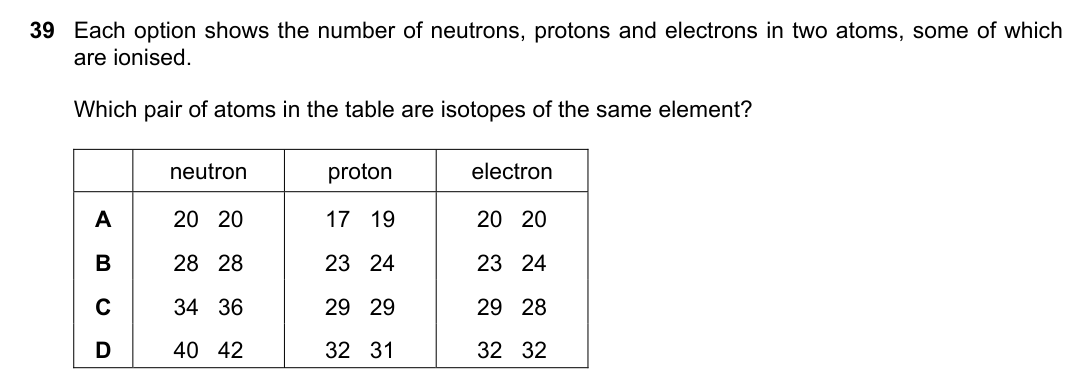 39 Each option shows the number of neutrons, protons and electrons in two atoms, some of which
are ionised.
Which pair of atoms in the table are isotopes of the same element?
neutron proton electron
A 20 20 17 19 20 20
B 28 28 23 24 23 24
C 34 36 29 29 29 28
D 40 42 32 31 32 32